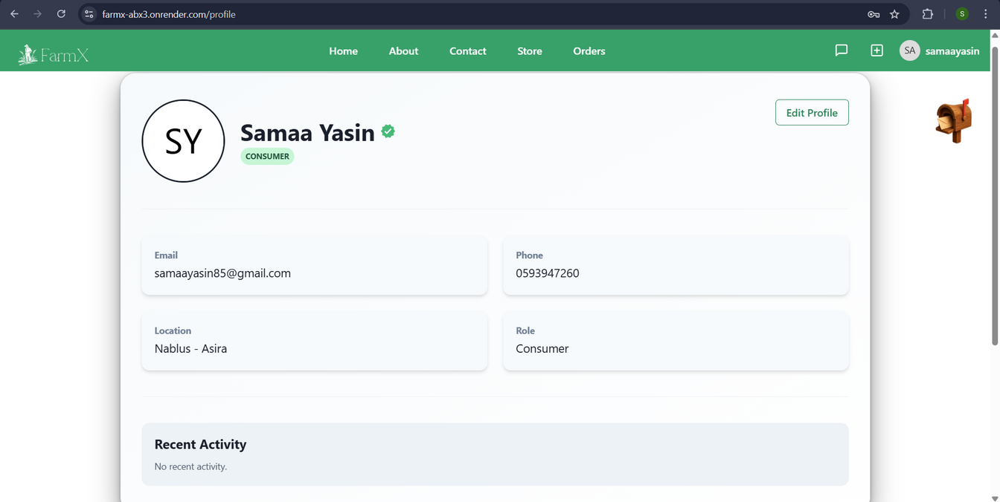 farmx-abx3.onrender.com/profile
S
FarmX
Home
About
Contact
Store
Orders
SA
samaayasin
SY
Samaa Yasin
CONSUMER
Edit Profile
Email
samaayasin85@gmail.com
Phone
0593947260
Location
Nablus - Asira
Role
Consumer
Recent Activity
No recent activity.